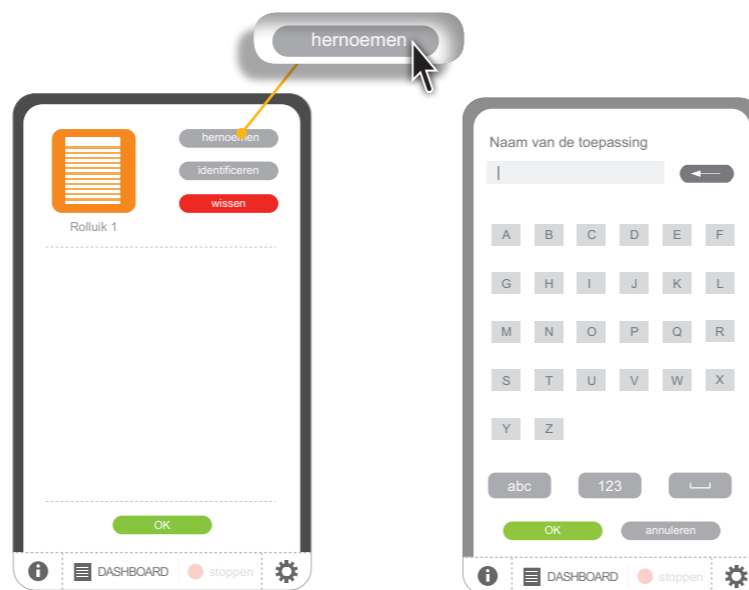 hernoemen
hernoemen
identificeren
wissen
Rolluik 1
OK
DASHBOARD
stoppen
Naam van de toepassing
A B C D E F
G H I J K L
M N O P Q R
S T U V W X
Y Z
abc 123
OK annuleren
DASHBOARD
stoppen